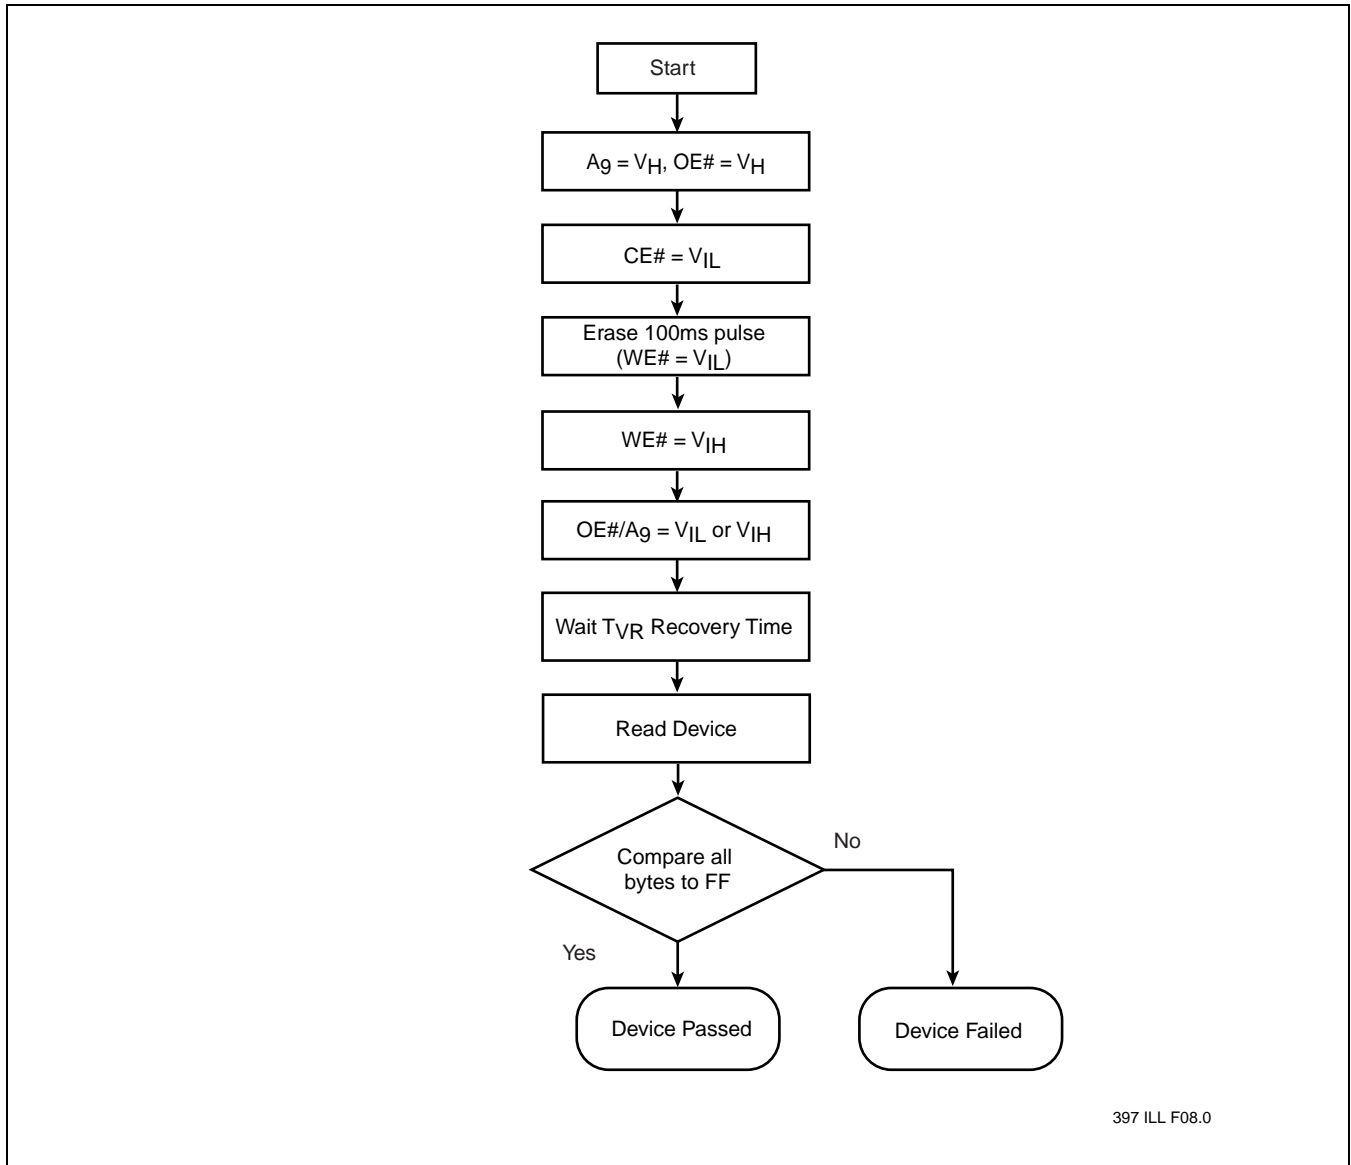 Start
A9 = VH, OE# = VH
CE# = VIL
Erase 100ms pulse
(WE# = VIL)
WE# = VIH
OE#/A9 = VIL or VIH
Wait TVR Recovery Time
Read Device
Compare all
bytes to FF
No
Yes
Device Passed
Device Failed
397 ILL F08.0